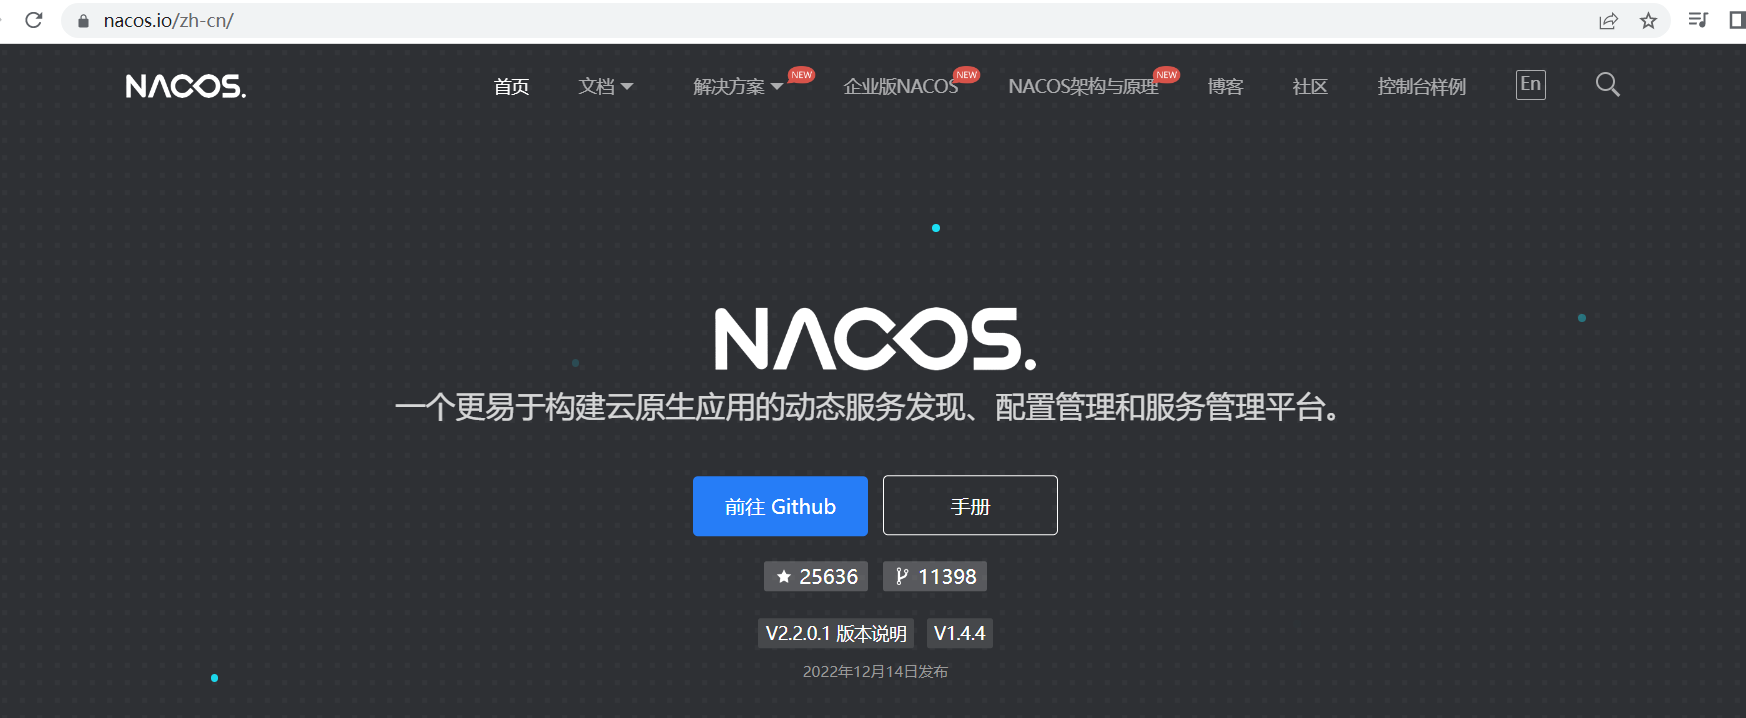 nacos.io/zh-cn/
NACOS. 首页 文档 解决方案 NEW 企业版NACOS NEW NACOS架构与原理 NEW 博客 社区 控制台样例 En
NACOS.
一个更易于构建云原生应用的动态服务发现、配置管理和服务管理平台。
前往 Github 手册
25636 11398
V2.2.0.1 版本说明 V1.4.4
2022年12月14日发布